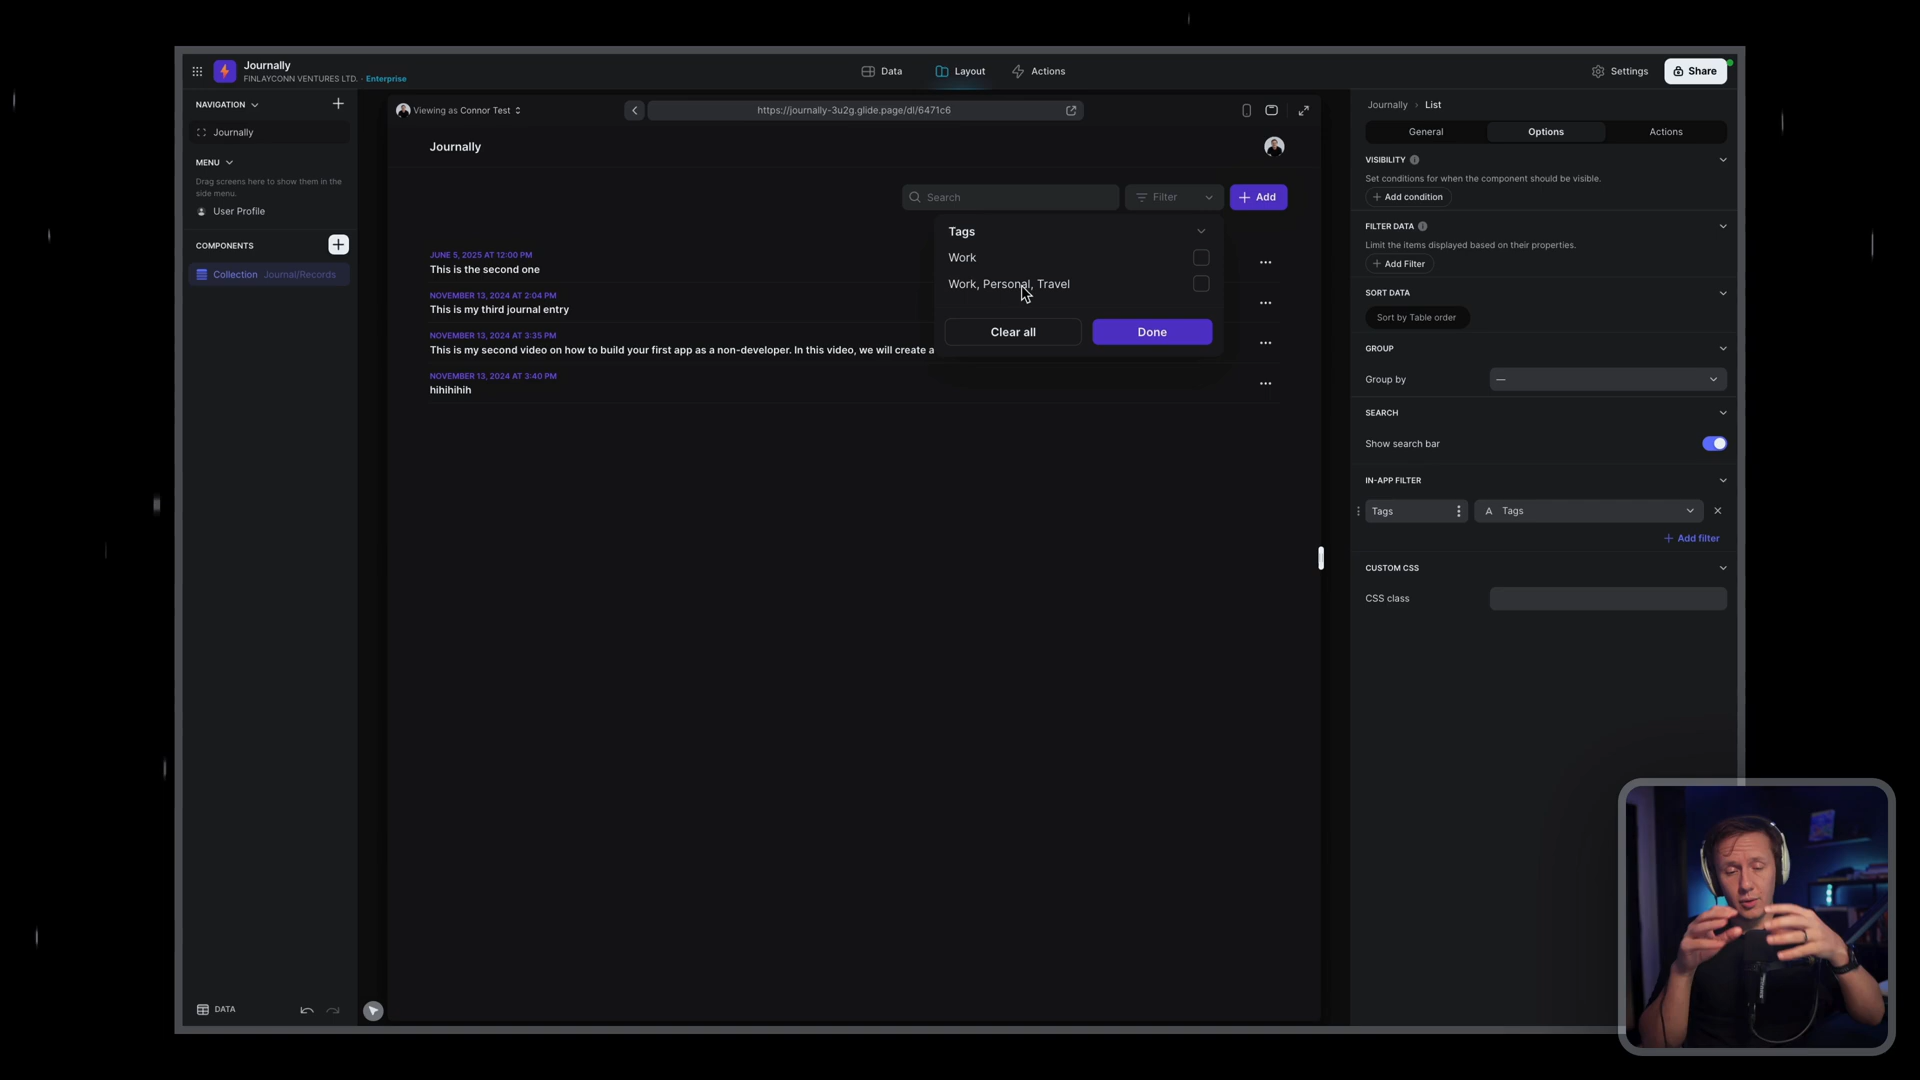 Journally
FINLAYCONN VENTURES LTD. · Enterprise
Data
Layout
Actions
Settings
Share
NAVIGATION
Journally
MENU
Drag screens here to show them in the
side menu.
User Profile
COMPONENTS
Collection Journal/Records
DATA
Viewing as Connor Test
https://journally-3u2g.glide.page/dl/6471c6
Journally
Search
Filter
Add
Tags
Work
Work, Personal, Travel
Clear all
Done
JUNE 5, 2025 AT 12:00 PM
This is the second one
NOVEMBER 13, 2024 AT 2:04 PM
This is my third journal entry
NOVEMBER 13, 2024 AT 3:35 PM
This is my second video on how to build your first app as a non-developer. In this video, we will create a
NOVEMBER 13, 2024 AT 3:40 PM
hihihihih
Journally › List
General
Options
Actions
VISIBILITY
Set conditions for when the component should be visible.
Add condition
FILTER DATA
Limit the items displayed based on their properties.
Add Filter
SORT DATA
Sort by Table order
GROUP
Group by
—
SEARCH
Show search bar
IN-APP FILTER
Tags
A Tags
Add filter
CUSTOM CSS
CSS class